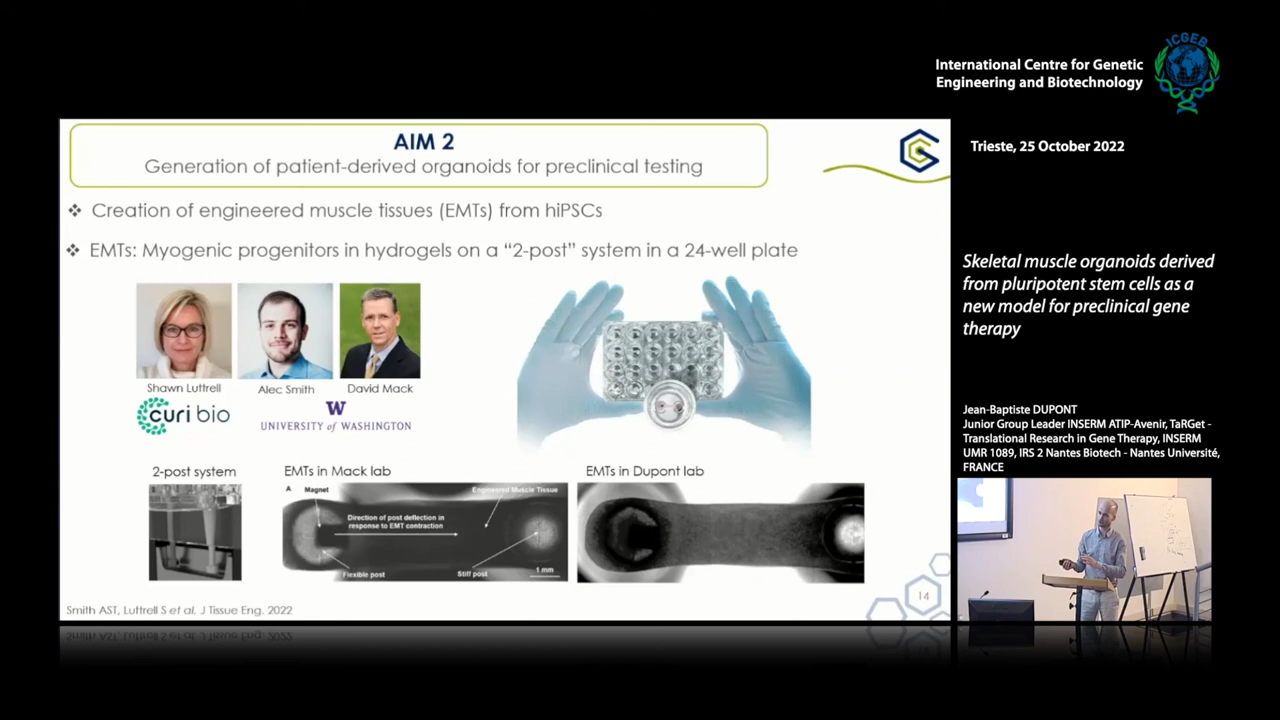 International Centre for Genetic
Engineering and Biotechnology
ICGEB
Trieste, 25 October 2022
AIM 2
Generation of patient-derived organoids for preclinical testing
❖ Creation of engineered muscle tissues (EMTs) from hiPSCs
❖ EMTs: Myogenic progenitors in hydrogels on a “2-post” system in a 24-well plate
Shawn Luttrell
Alec Smith
David Mack
curi bio
W
UNIVERSITY of WASHINGTON
2-post system
EMTs in Mack lab
EMTs in Dupont lab
A
Magnet
Engineered Muscle Tissue
Direction of post deflection in
response to EMT contraction
Flexible post
Stiff post
1 mm
Smith AST, Luttrell S et al. J Tissue Eng. 2022
14
Skeletal muscle organoids derived
from pluripotent stem cells as a
new model for preclinical gene
therapy
Jean-Baptiste DUPONT
Junior Group Leader INSERM ATIP-Avenir, TaRGet -
Translational Research in Gene Therapy, INSERM
UMR 1089, IRS 2 Nantes Biotech - Nantes Université,
FRANCE